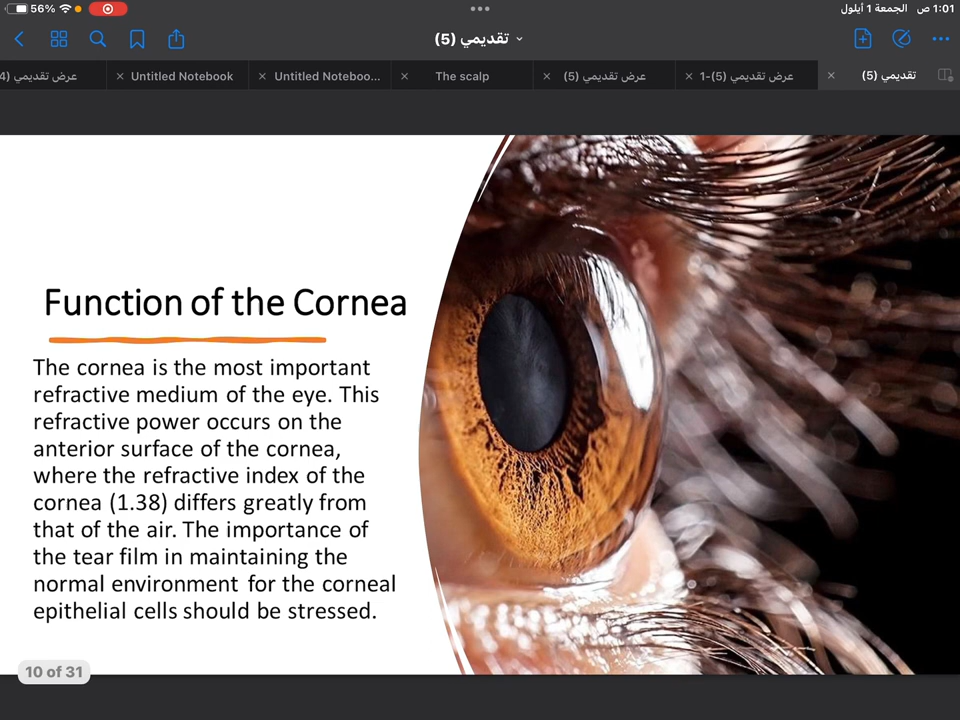 56%
1:01 ص الجمعة 1 أيلول
تقديمي (5)
عرض تقديمي (4
Untitled Notebook
Untitled Noteboo...
The scalp
عرض تقديمي (5)
عرض تقديمي (5)-1
تقديمي (5)
Function of the Cornea
The cornea is the most important
refractive medium of the eye. This
refractive power occurs on the
anterior surface of the cornea,
where the refractive index of the
cornea (1.38) differs greatly from
that of the air. The importance of
the tear film in maintaining the
normal environment for the corneal
epithelial cells should be stressed.
10 of 31